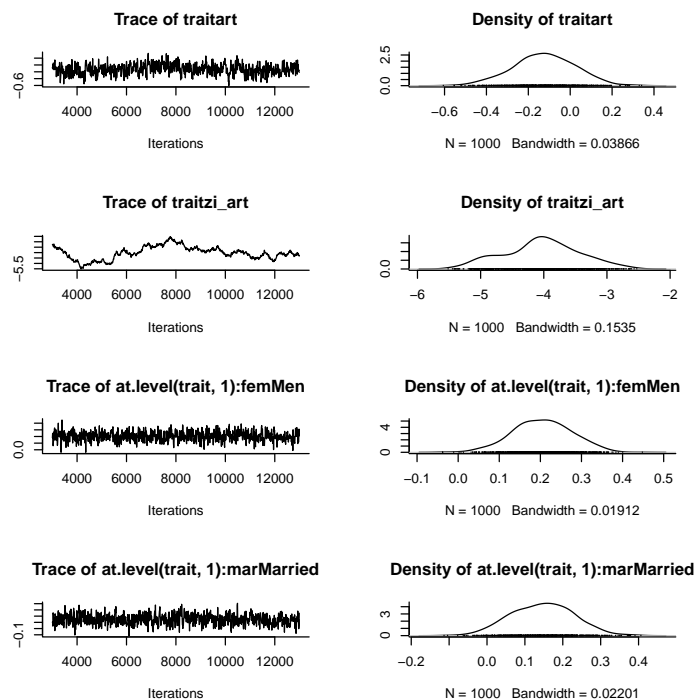 Trace of traitart
Density of traitart
−0.6
4000 6000 8000 10000 12000
Iterations
0.0 2.5
−0.6 −0.4 −0.2 0.0 0.2 0.4
N = 1000 Bandwidth = 0.03866
Trace of traitzi_art
Density of traitzi_art
−5.5
4000 6000 8000 10000 12000
Iterations
0.0
−6 −5 −4 −3 −2
N = 1000 Bandwidth = 0.1535
Trace of at.level(trait, 1):femMen
Density of at.level(trait, 1):femMen
0.0
4000 6000 8000 10000 12000
Iterations
0 4
−0.1 0.0 0.1 0.2 0.3 0.4 0.5
N = 1000 Bandwidth = 0.01912
Trace of at.level(trait, 1):marMarried
Density of at.level(trait, 1):marMarried
−0.1
4000 6000 8000 10000 12000
Iterations
0 3
−0.2 0.0 0.1 0.2 0.3 0.4
N = 1000 Bandwidth = 0.02201